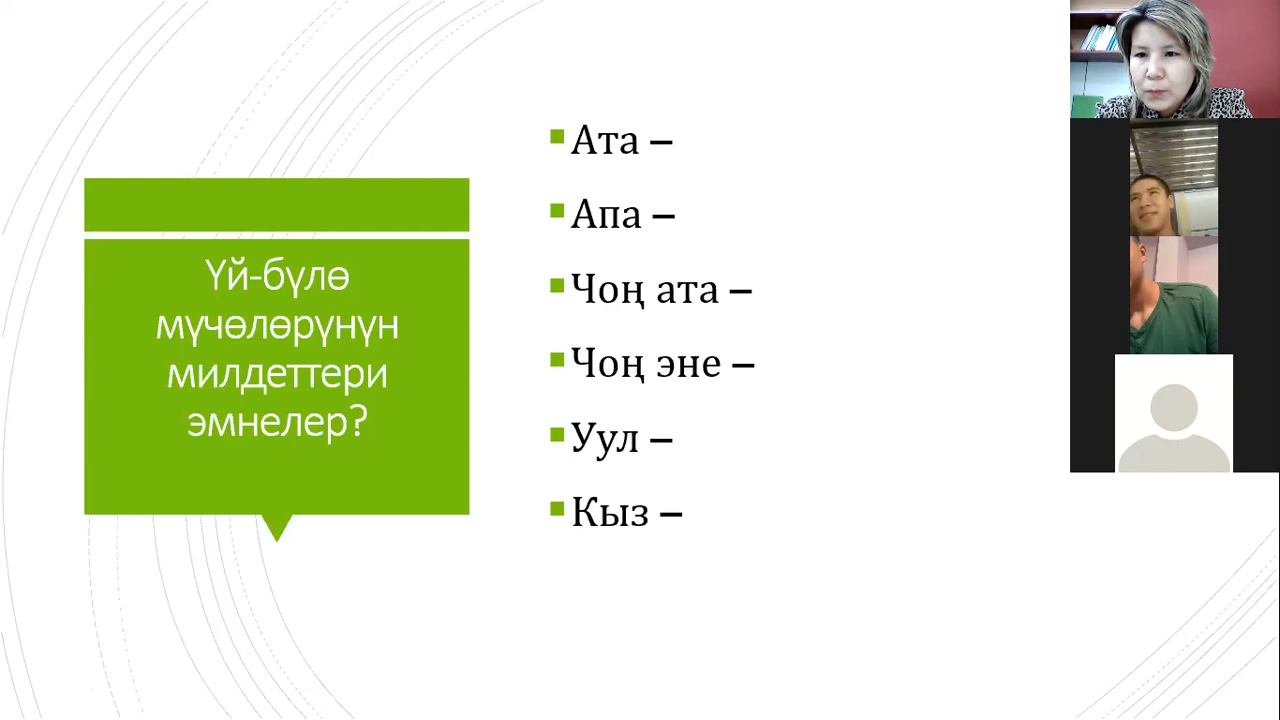 Үй-бүлө
мүчөлөрүнүн
милдеттери
эмнелер?
Ата –
Апа –
Чоң ата –
Чоң эне –
Уул –
Кыз –